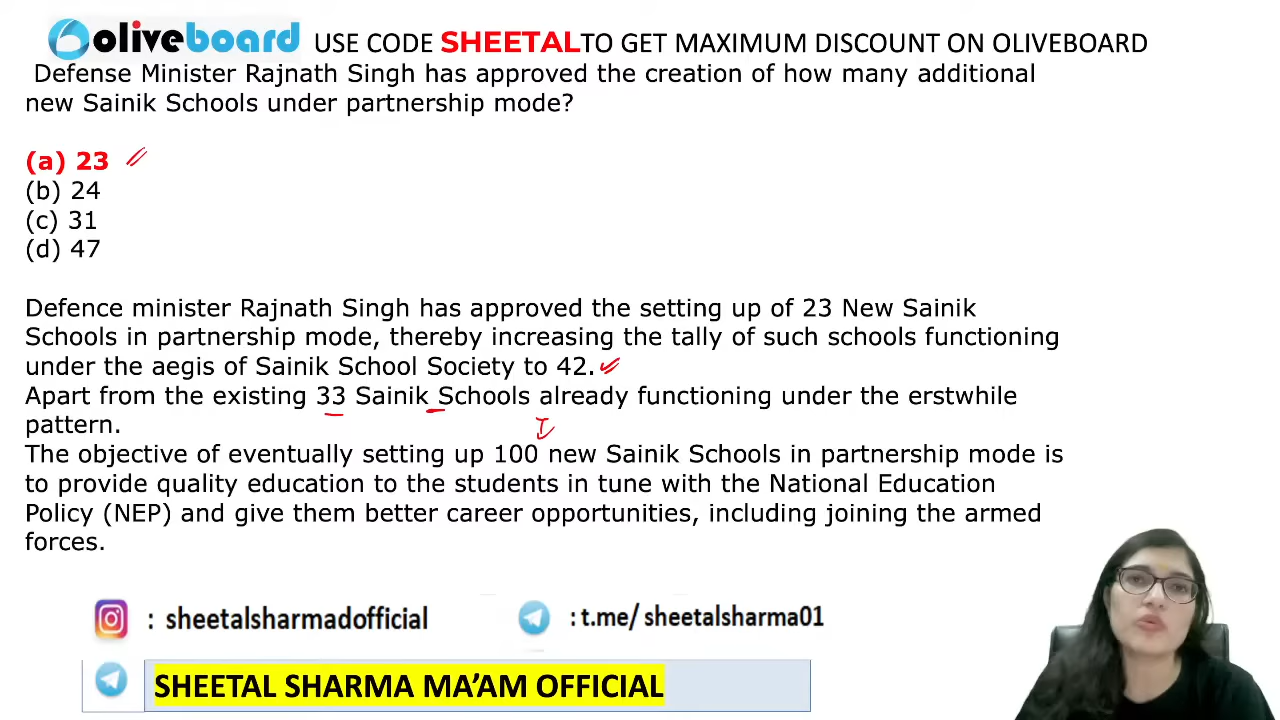 oliveboard USE CODE SHEETAL TO GET MAXIMUM DISCOUNT ON OLIVEBOARD
Defense Minister Rajnath Singh has approved the creation of how many additional
new Sainik Schools under partnership mode?
(a) 23
(b) 24
(c) 31
(d) 47
Defence minister Rajnath Singh has approved the setting up of 23 New Sainik
Schools in partnership mode, thereby increasing the tally of such schools functioning
under the aegis of Sainik School Society to 42.
Apart from the existing 33 Sainik Schools already functioning under the erstwhile
pattern.
The objective of eventually setting up 100 new Sainik Schools in partnership mode is
to provide quality education to the students in tune with the National Education
Policy (NEP) and give them better career opportunities, including joining the armed
forces.
: sheetalsharmadofficial
: t.me/ sheetalsharma01
SHEETAL SHARMA MA’AM OFFICIAL